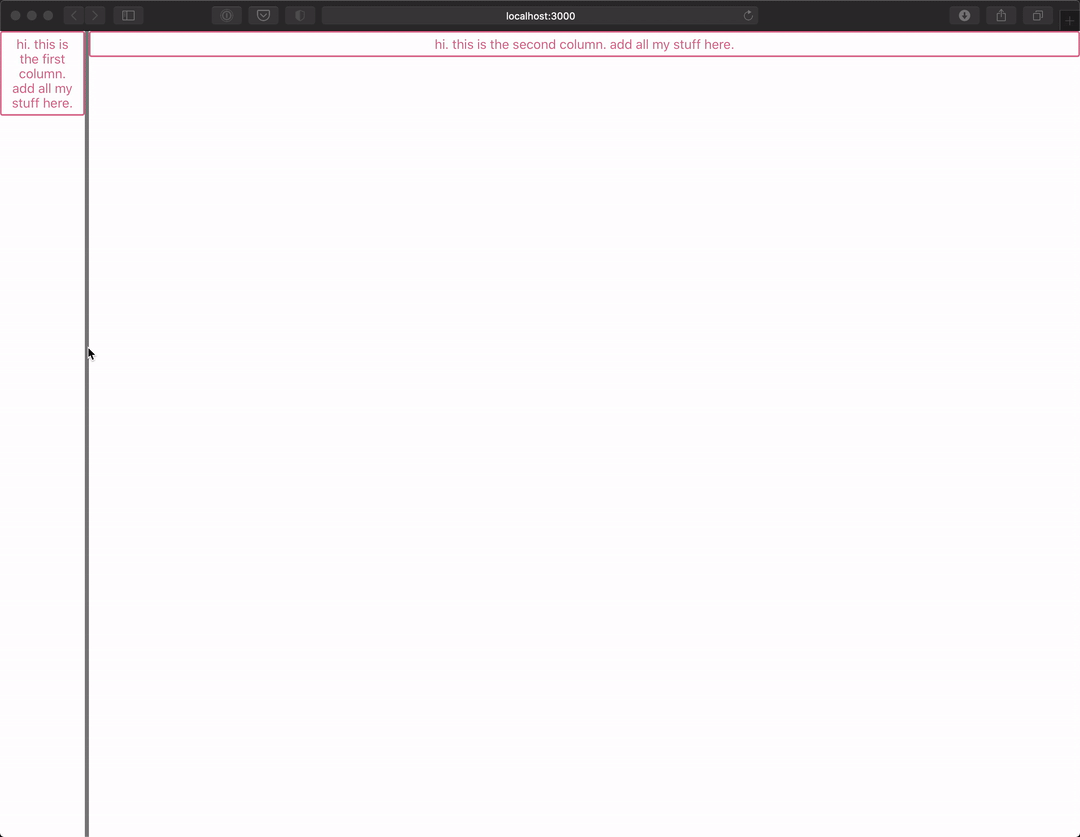 localhost:3000
hi. this is
the first
column.
add all my
stuff here.
hi. this is the second column. add all my stuff here.